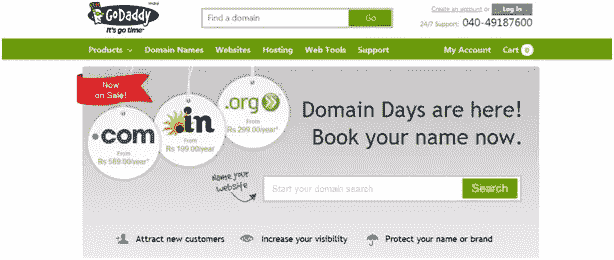 GoDaddy
It's go time
Find a domain
Go
Create an account or
Log In
24/7 Support: 040-49187600
Products Domain Names Websites Hosting Web Tools Support My Account Cart 0
Now
on Sale!
.com
From
Rs 569.00/year*
.in
From
Rs 199.00/year*
.org
From
Rs 299.00/year*
Domain Days are here!
Book your name now.
Name your
website
Start your domain search
Search
Attract new customers Increase your visibility Protect your name or brand